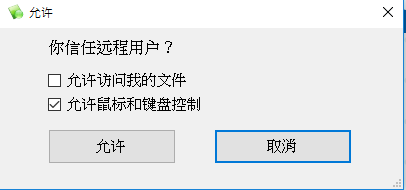 允许
你信任远程用户？
允许访问我的文件
允许鼠标和键盘控制
允许
取消